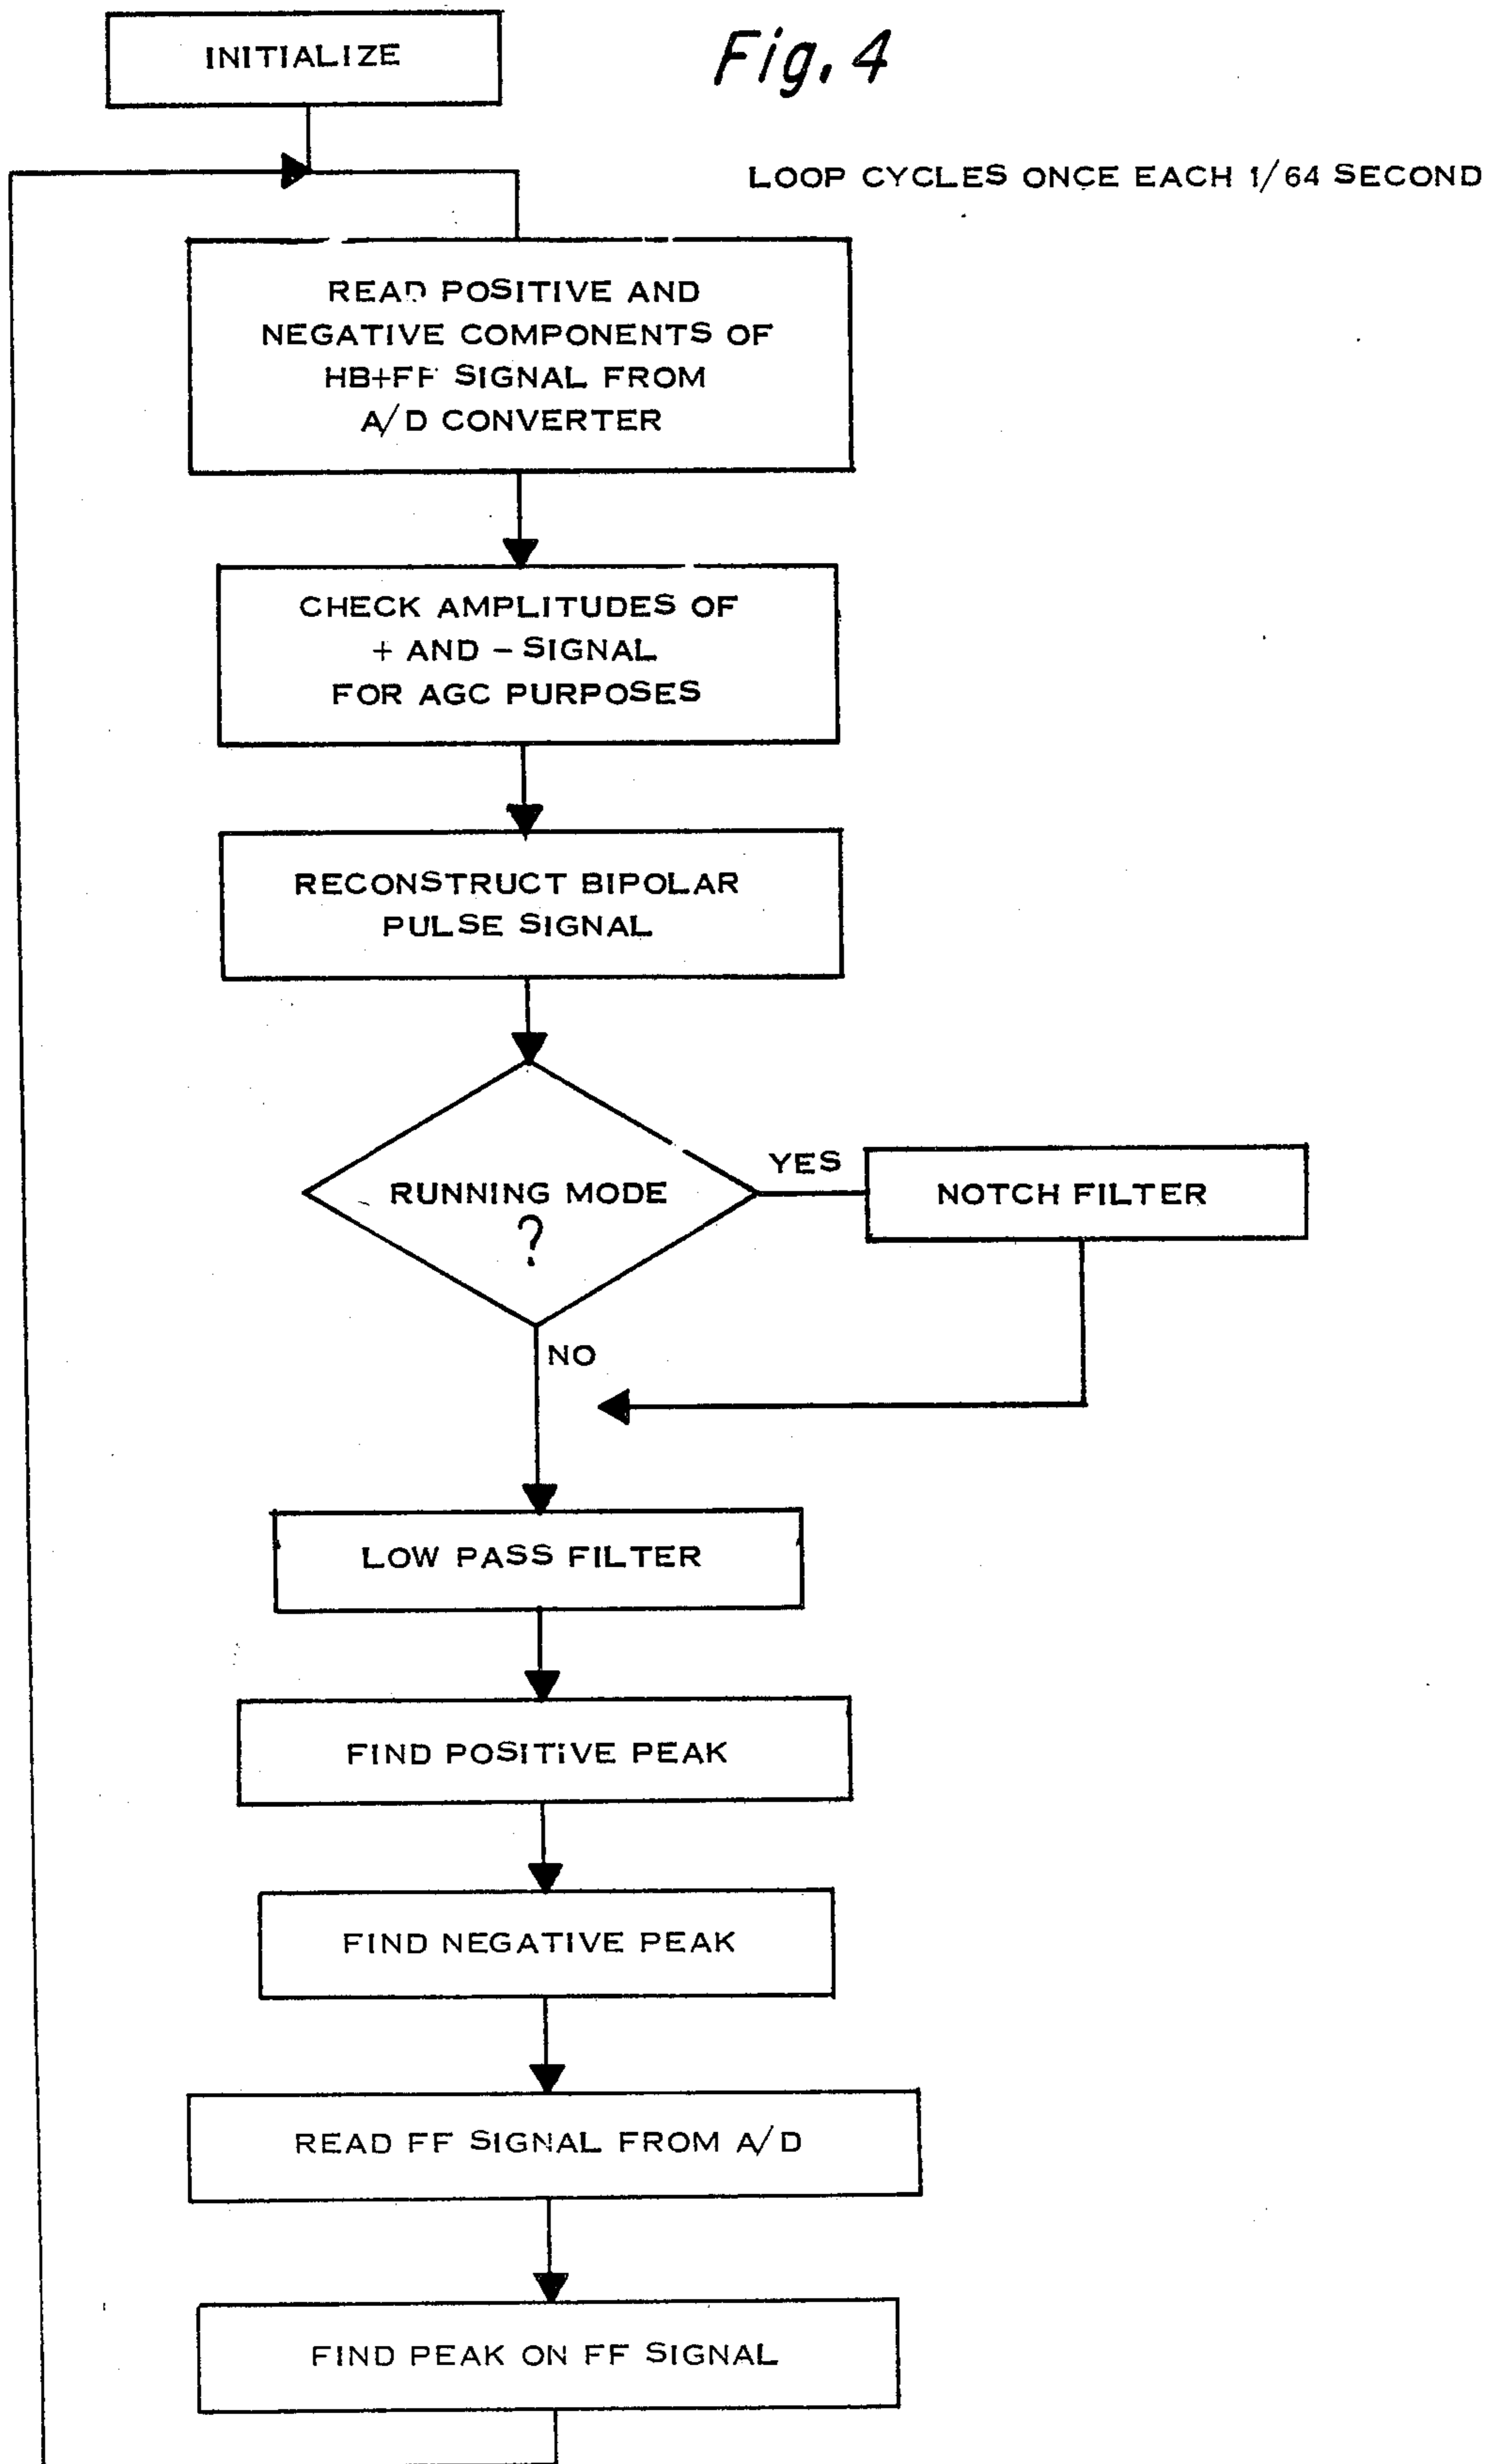 INITIALIZE
Fig. 4
LOOP CYCLES ONCE EACH 1/64 SECOND
READ POSITIVE AND
NEGATIVE COMPONENTS OF
HB+FF SIGNAL FROM
A/D CONVERTER
CHECK AMPLITUDES OF
+ AND – SIGNAL
FOR AGC PURPOSES
RECONSTRUCT BIPOLAR
PULSE SIGNAL
RUNNING MODE
?
YES
NOTCH FILTER
NO
LOW PASS FILTER
FIND POSITIVE PEAK
FIND NEGATIVE PEAK
READ FF SIGNAL FROM A/D
FIND PEAK ON FF SIGNAL